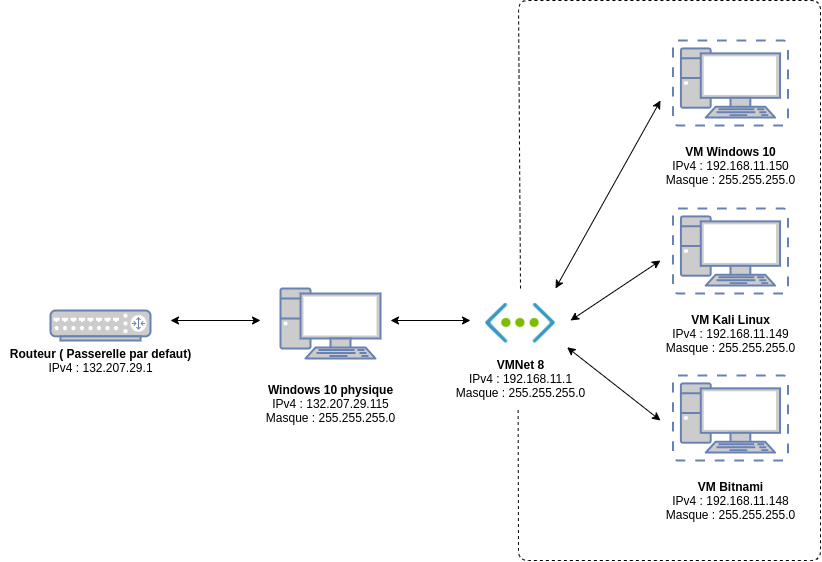 Routeur ( Passerelle par defaut)
IPv4 : 132.207.29.1
Windows 10 physique
IPv4 : 132.207.29.115
Masque : 255.255.255.0
VMNet 8
IPv4 : 192.168.11.1
Masque : 255.255.255.0
VM Windows 10
IPv4 : 192.168.11.150
Masque : 255.255.255.0
VM Kali Linux
IPv4 : 192.168.11.149
Masque : 255.255.255.0
VM Bitnami
IPv4 : 192.168.11.148
Masque : 255.255.255.0